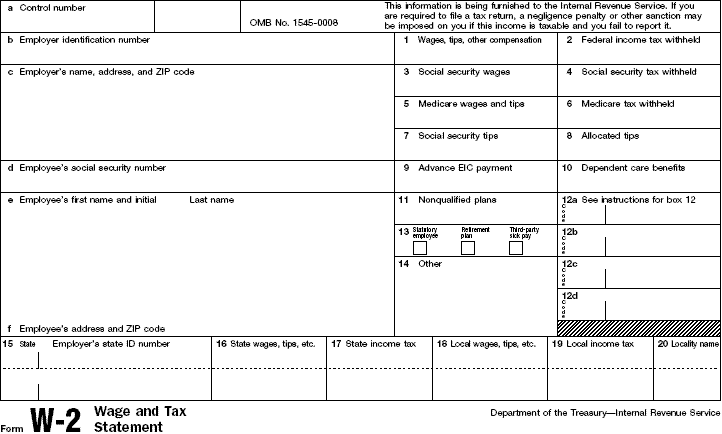 a Control number
OMB No. 1545-0008
This information is being furnished to the Internal Revenue Service. If you
are required to file a tax return, a negligence penalty or other sanction may
be imposed on you if this income is taxable and you fail to report it.
b Employer identification number
1 Wages, tips, other compensation
2 Federal income tax withheld
c Employer's name, address, and ZIP code
3 Social security wages
4 Social security tax withheld
5 Medicare wages and tips
6 Medicare tax withheld
7 Social security tips
8 Allocated tips
d Employee's social security number
9 Advance EIC payment
10 Dependent care benefits
e Employee's first name and initial Last name
11 Nonqualified plans
12a See instructions for box 12
Code
13 Statutory employee
Retirement plan
Third-party sick pay
12b
Code
14 Other
12c
Code
12d
Code
f Employee's address and ZIP code
15 State Employer's state ID number
16 State wages, tips, etc.
17 State income tax
18 Local wages, tips, etc.
19 Local income tax
20 Locality name
Form W-2 Wage and Tax
Statement
Department of the Treasury—Internal Revenue Service